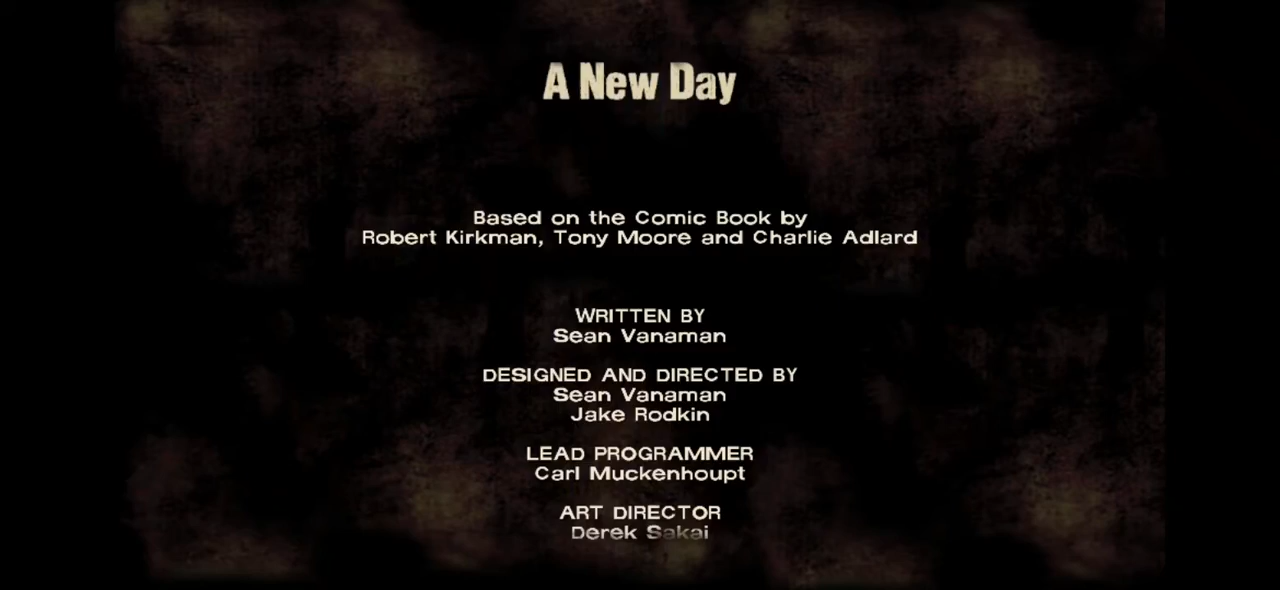 A New Day
Based on the Comic Book by
Robert Kirkman, Tony Moore and Charlie Adlard
WRITTEN BY
Sean Vanaman
DESIGNED AND DIRECTED BY
Sean Vanaman
Jake Rodkin
LEAD PROGRAMMER
Carl Muckenhoupt
ART DIRECTOR
Derek Sakai